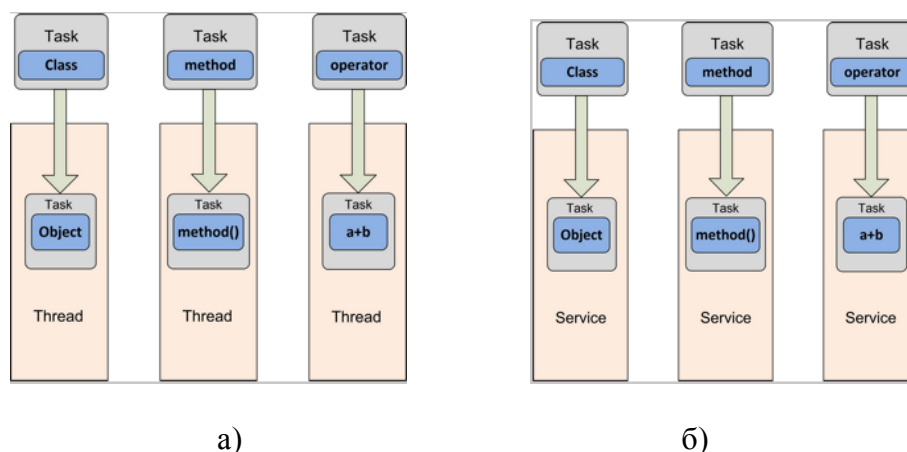 Task Task Task Task Task Task
Class method operator Class method operator
Task Task Task Task Task Task
Object method() a+b Object method() a+b
Thread Thread Thread Service Service Service
а) б)